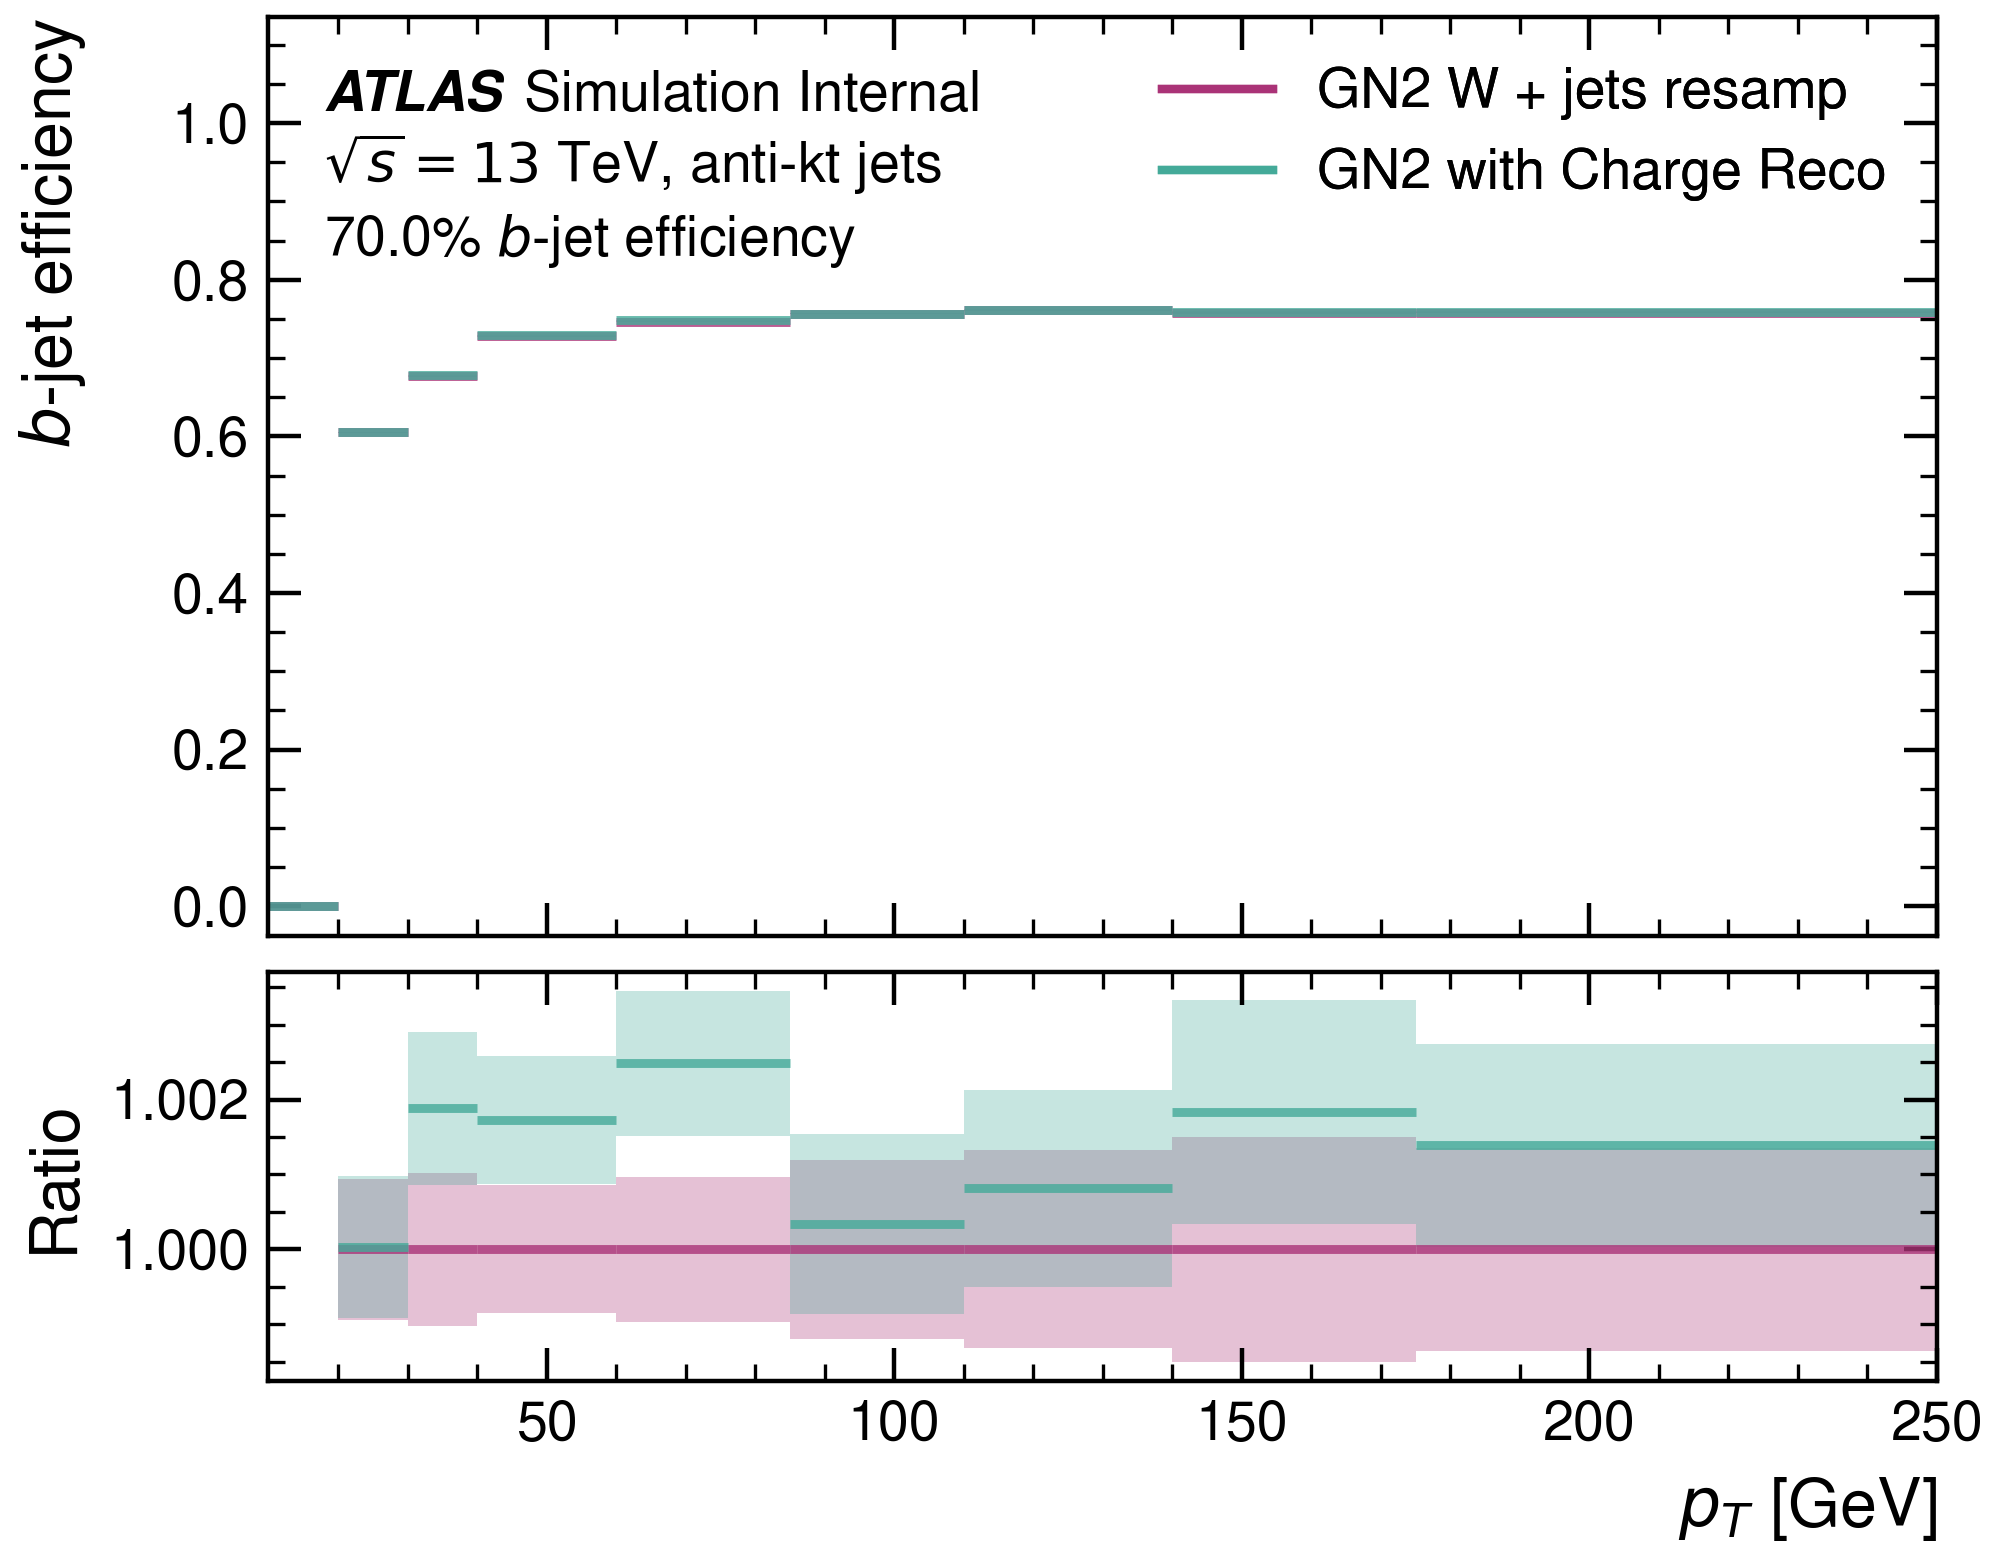 b-jet efficiency
1.0
0.8
0.6
0.4
0.2
0.0
ATLAS Simulation Internal
√s = 13 TeV, anti-kt jets
70.0% b-jet efficiency
GN2 W + jets resamp
GN2 with Charge Reco
Ratio
1.002
1.000
50 100 150 200 250
pT [GeV]